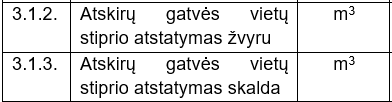 3.1.2. Atskirų gatvės vietų m³
stiprio atstatymas žvyru
3.1.3. Atskirų gatvės vietų m³
stiprio atstatymas skalda